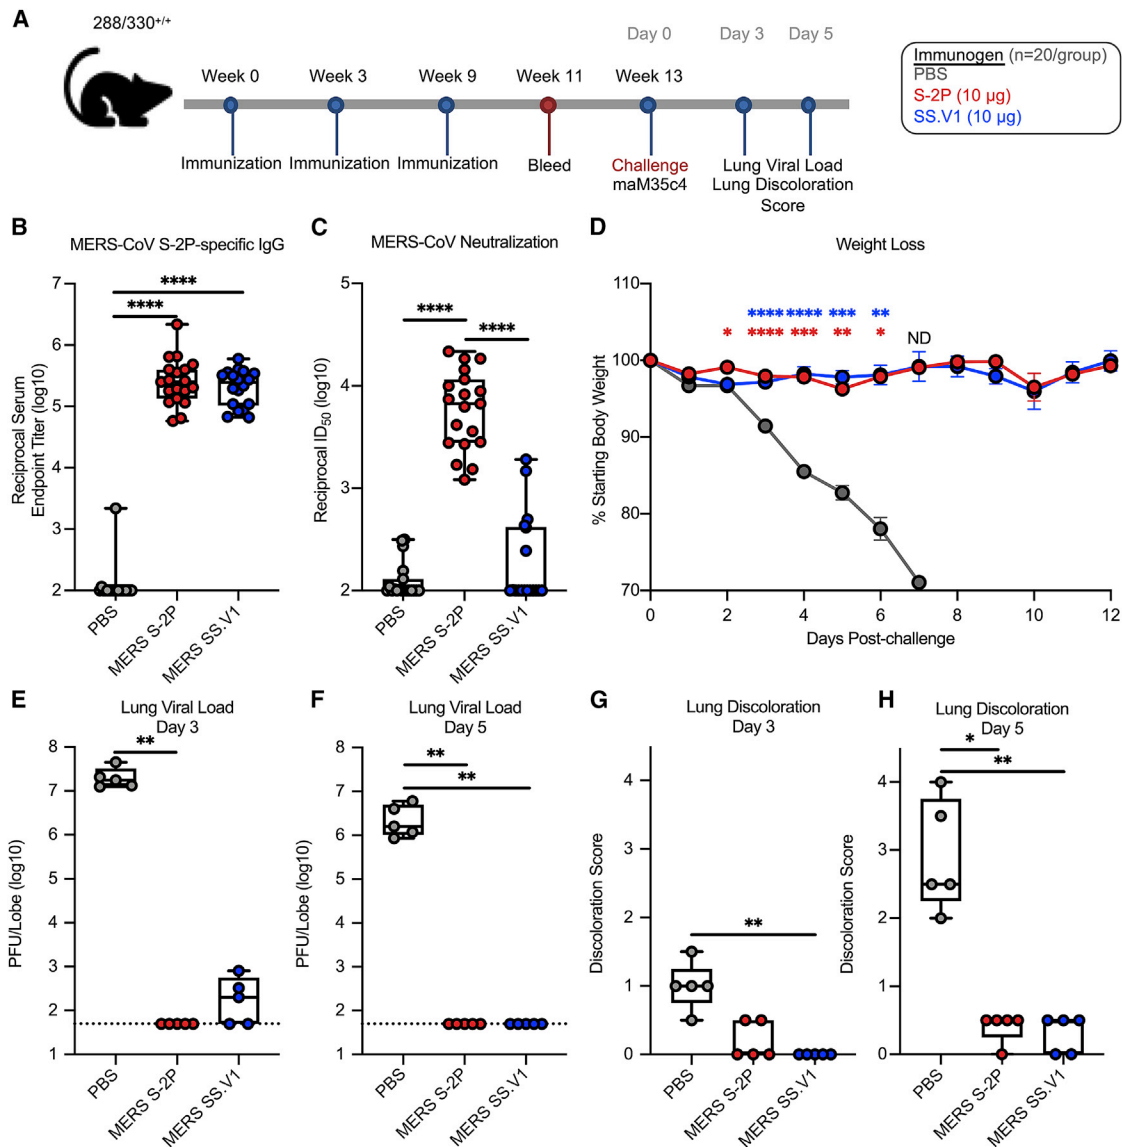 A
288/330+/+
Day 0 Day 3 Day 5
Week 0 Week 3 Week 9 Week 11 Week 13
Immunization Immunization Immunization Bleed Challenge
maM35c4
Lung Viral Load
Lung Discoloration
Score
Immunogen (n=20/group)
PBS
S-2P (10 µg)
SS.V1 (10 µg)
B
MERS-CoV S-2P-specific IgG
Reciprocal Serum
Endpoint Titer (log10)
7
6
5
4
3
2
****
****
PBS
MERS S-2P
MERS SS.V1
C
MERS-CoV Neutralization
Reciprocal ID50 (log10)
5
4
3
2
****
****
PBS
MERS S-2P
MERS SS.V1
D
Weight Loss
% Starting Body Weight
110
100
90
80
70
**** **** *** **
* **** *** ** *
ND
0 2 4 6 8 10 12
Days Post-challenge
E
Lung Viral Load
Day 3
PFU/Lobe (log10)
8
7
6
5
4
3
2
1
**
PBS
MERS S-2P
MERS SS.V1
F
Lung Viral Load
Day 5
PFU/Lobe (log10)
8
7
6
5
4
3
2
1
**
**
PBS
MERS S-2P
MERS SS.V1
G
Lung Discoloration
Day 3
Discoloration Score
4
3
2
1
0
**
PBS
MERS S-2P
MERS SS.V1
H
Lung Discoloration
Day 5
Discoloration Score
4
3
2
1
0
*
**
PBS
MERS S-2P
MERS SS.V1